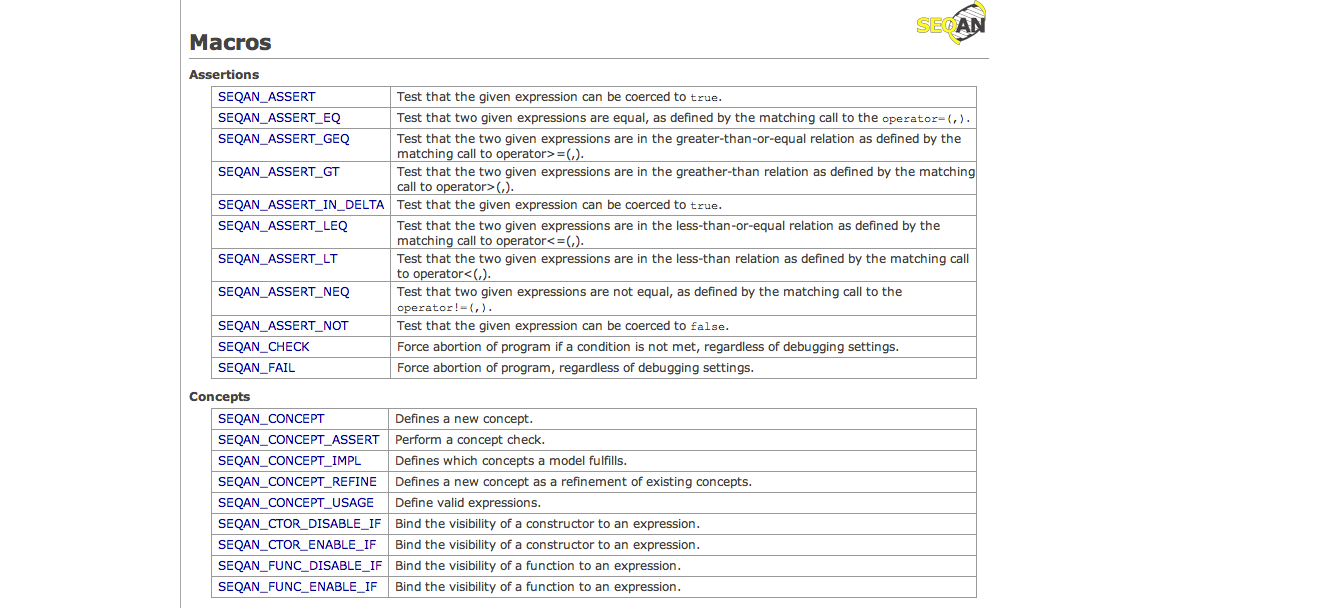 SEQAN
Macros
Assertions
SEQAN_ASSERT Test that the given expression can be coerced to true.
SEQAN_ASSERT_EQ Test that two given expressions are equal, as defined by the matching call to the operator=(,).
SEQAN_ASSERT_GEQ Test that the two given expressions are in the greater-than-or-equal relation as defined by the
matching call to operator>=(,).
SEQAN_ASSERT_GT Test that the two given expressions are in the greather-than relation as defined by the matching
call to operator>(,).
SEQAN_ASSERT_IN_DELTA Test that the given expression can be coerced to true.
SEQAN_ASSERT_LEQ Test that the two given expressions are in the less-than-or-equal relation as defined by the
matching call to operator<=(,).
SEQAN_ASSERT_LT Test that the two given expressions are in the less-than relation as defined by the matching call
to operator<(,).
SEQAN_ASSERT_NEQ Test that two given expressions are not equal, as defined by the matching call to the
operator!=(,).
SEQAN_ASSERT_NOT Test that the given expression can be coerced to false.
SEQAN_CHECK Force abortion of program if a condition is not met, regardless of debugging settings.
SEQAN_FAIL Force abortion of program, regardless of debugging settings.
Concepts
SEQAN_CONCEPT Defines a new concept.
SEQAN_CONCEPT_ASSERT Perform a concept check.
SEQAN_CONCEPT_IMPL Defines which concepts a model fulfills.
SEQAN_CONCEPT_REFINE Defines a new concept as a refinement of existing concepts.
SEQAN_CONCEPT_USAGE Define valid expressions.
SEQAN_CTOR_DISABLE_IF Bind the visibility of a constructor to an expression.
SEQAN_CTOR_ENABLE_IF Bind the visibility of a constructor to an expression.
SEQAN_FUNC_DISABLE_IF Bind the visibility of a function to an expression.
SEQAN_FUNC_ENABLE_IF Bind the visibility of a function to an expression.